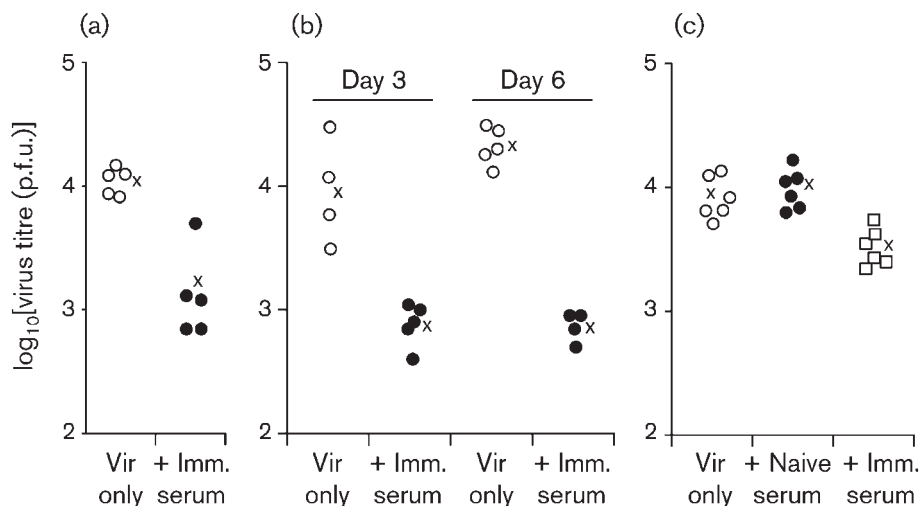 (a) (b) (c)
log10[virus titre (p.f.u.)]
5 5 5
Day 3 Day 6
4 4 4
x x x x x x x x x
3 3 3
2 2 2
Vir + Imm. Vir + Imm. Vir + Imm. Vir + Naive + Imm.
only serum only serum only serum only serum serum